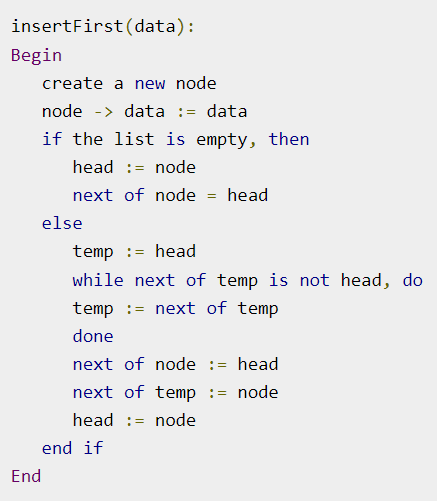 insertFirst(data):
Begin
   create a new node
   node -> data := data
   if the list is empty, then
      head := node
      next of node = head
   else
      temp := head
      while next of temp is not head, do
      temp := next of temp
      done
      next of node := head
      next of temp := node
      head := node
   end if
End